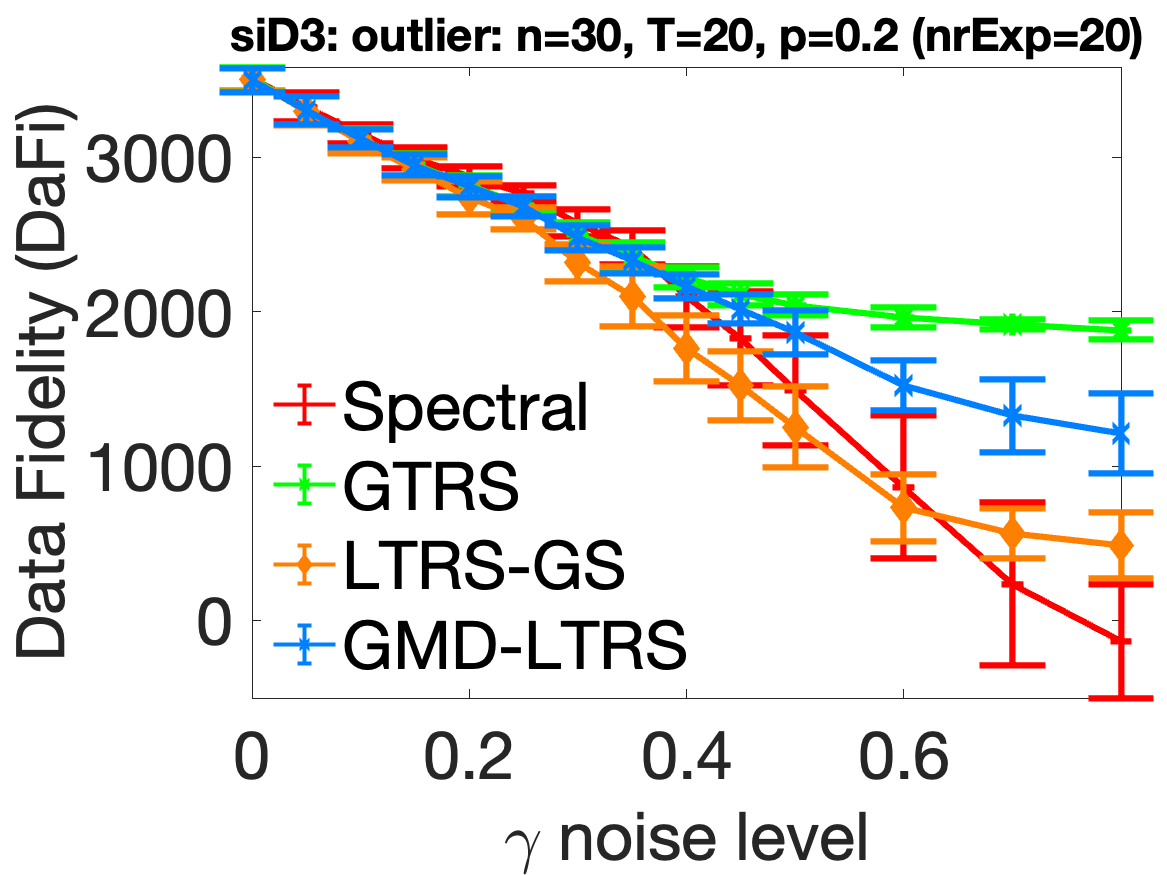 siD3: outlier: n=30, T=20, p=0.2 (nrExp=20)
Data Fidelity (DaFi)
3000
2000
1000
0
Spectral
GTRS
LTRS-GS
GMD-LTRS
0 0.2 0.4 0.6
γ noise level